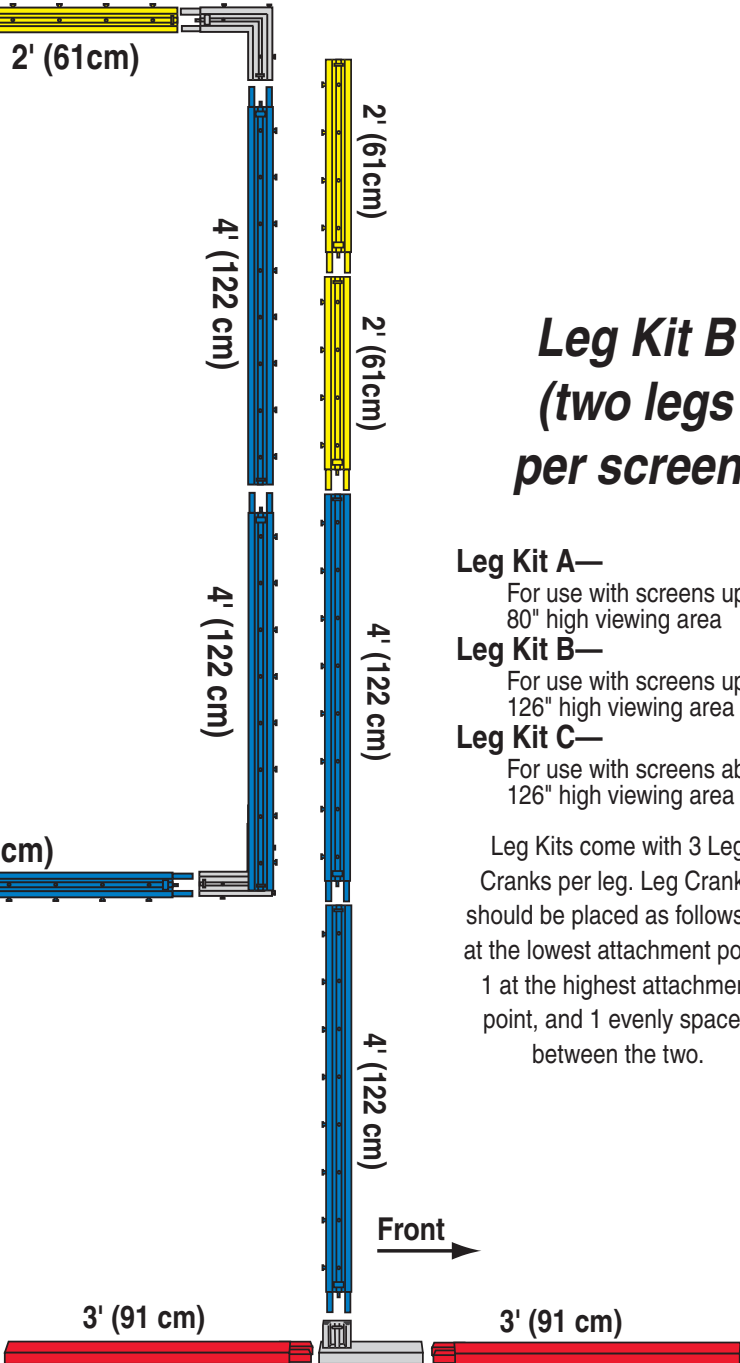 2' (61cm)
2' (61cm)
4' (122 cm)
2' (61cm)
Leg Kit B
(two legs
per screen
Leg Kit A—
For use with screens up
80" high viewing area
Leg Kit B—
For use with screens up
126" high viewing area
Leg Kit C—
For use with screens ab
126" high viewing area
4' (122 cm)
4' (122 cm)
cm)
Leg Kits come with 3 Leg
Cranks per leg. Leg Crank
should be placed as follows
at the lowest attachment po
1 at the highest attachmen
point, and 1 evenly space
between the two.
4' (122 cm)
Front
3' (91 cm)
3' (91 cm)